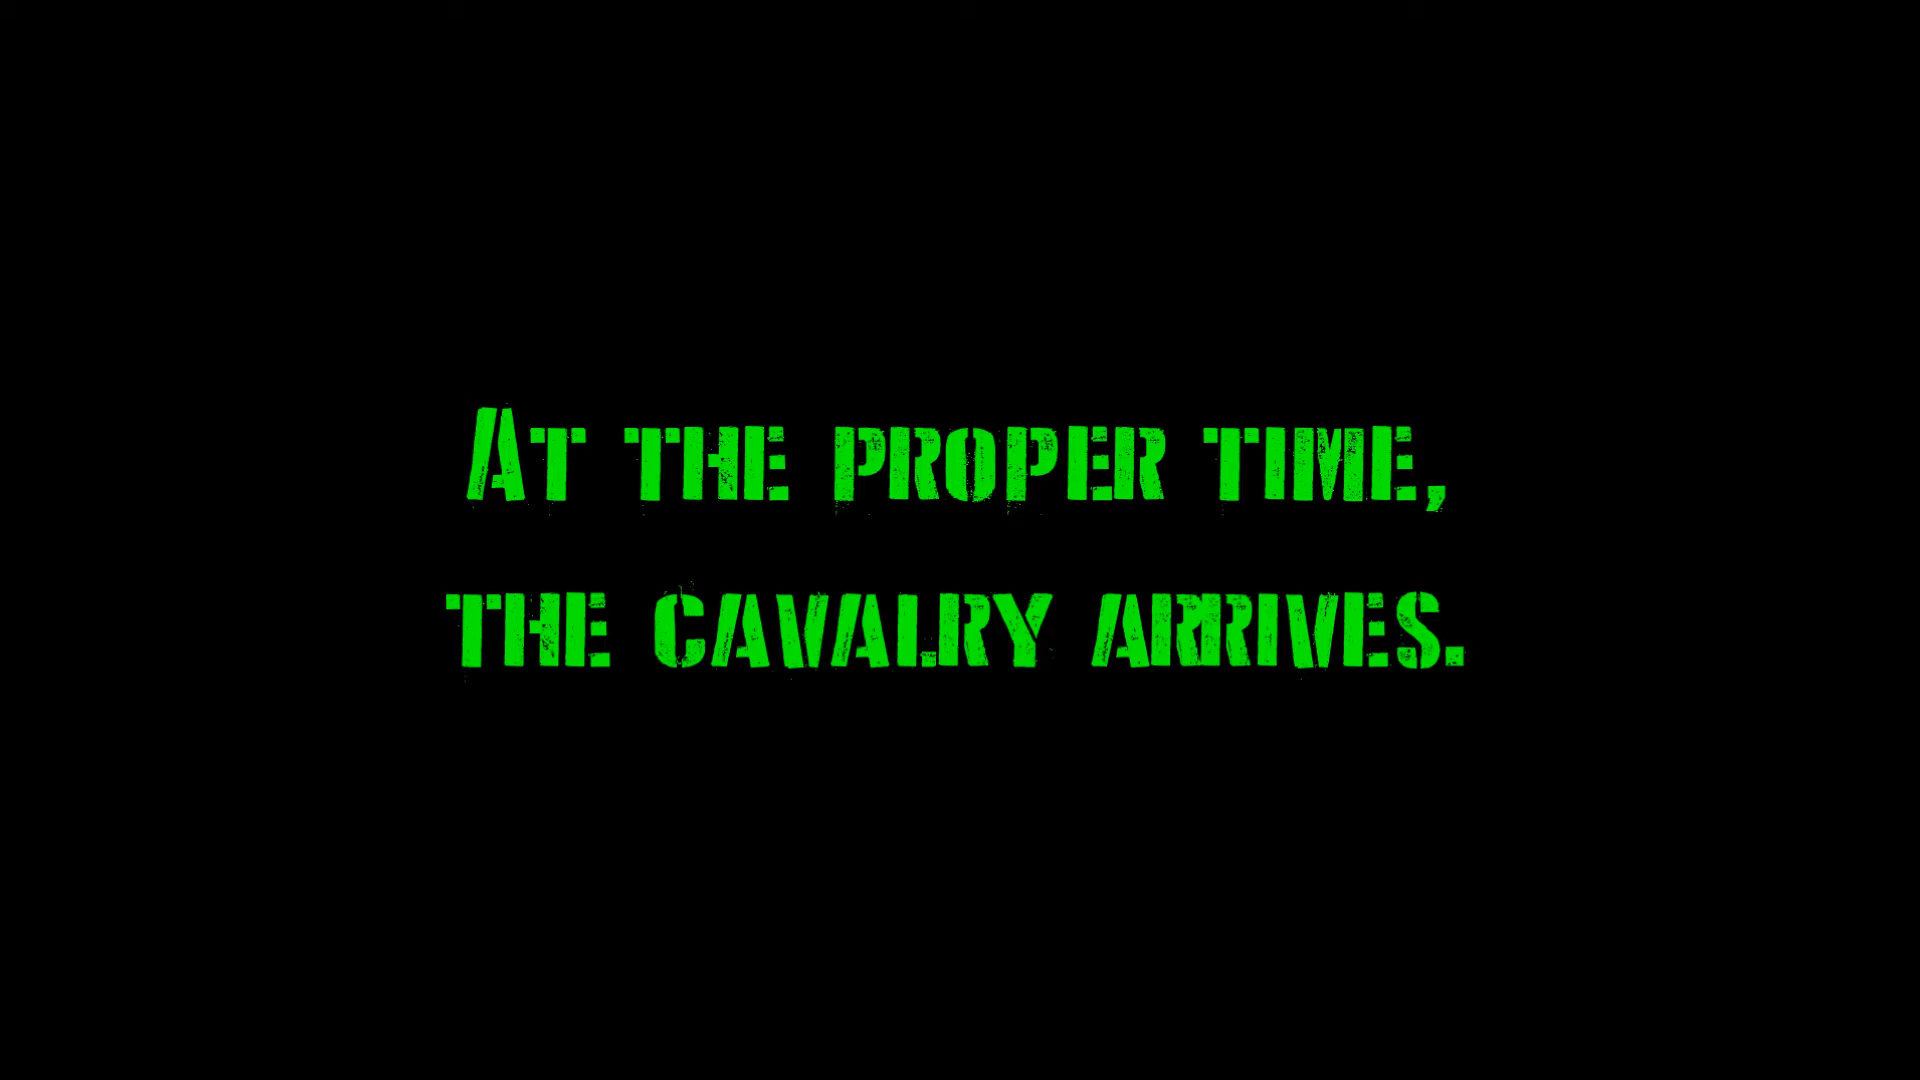 At the proper time,
the cavalry arrives.